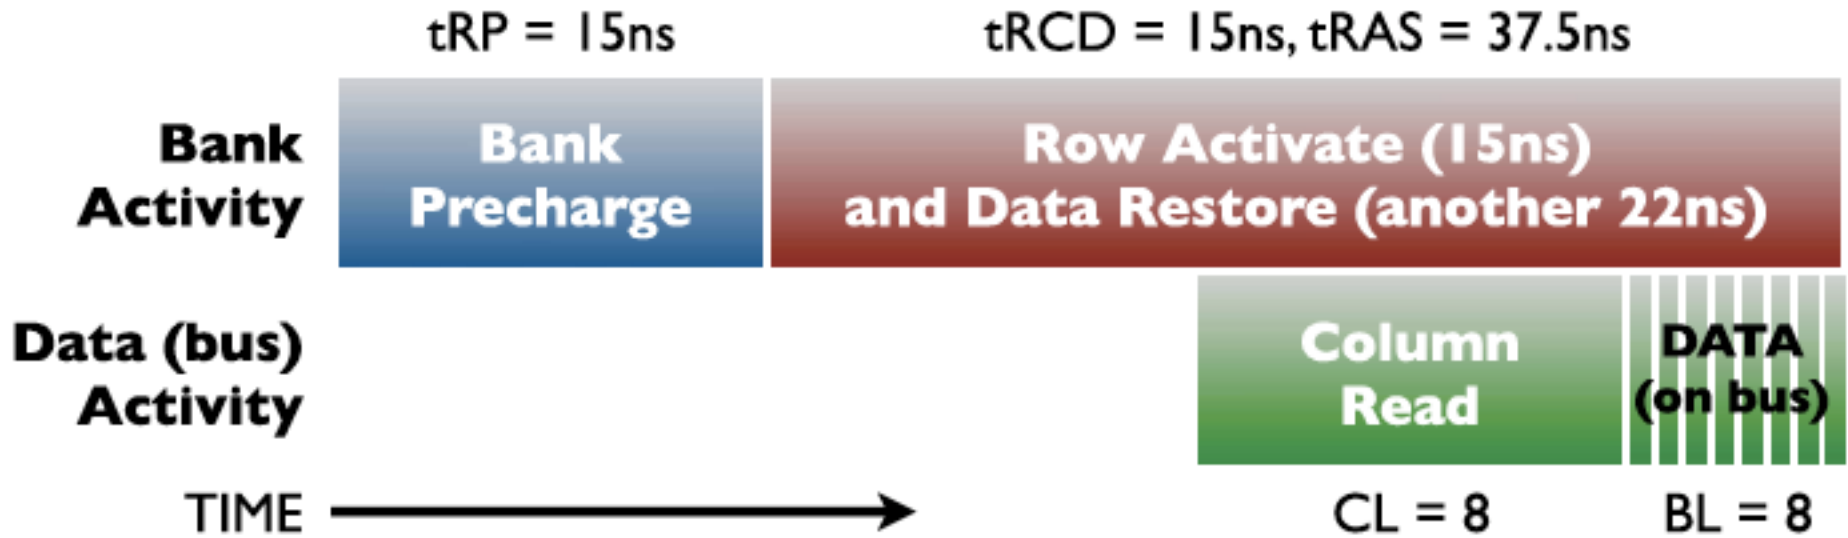 tRP = 15ns
tRCD = 15ns, tRAS = 37.5ns
Bank
Activity
Bank
Precharge
Row Activate (15ns)
and Data Restore (another 22ns)
Data (bus)
Activity
Column
Read
DATA
(on bus)
TIME
CL = 8
BL = 8